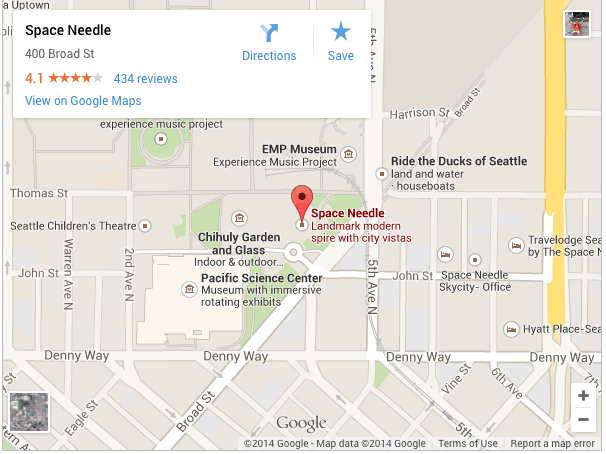 a Uptown
Space Needle
400 Broad St
4.1
434 reviews
View on Google Maps
Directions
Save
5th Ave N
Harrison St
Broad St
experience music project
EMP Museum
Experience Music Project
Ride the Ducks of Seattle
land and water
houseboats
Thomas St
Seattle Children's Theatre
Space Needle
Landmark modern
spire with city vistas
Chihuly Garden
and Glass
Indoor & outdoor...
Travelodge Seattle
by The Space N
Warren Ave N
2nd Ave N
John St
Pacific Science Center
Museum with immersive
rotating exhibits
5th Ave N
John St
Space Needle
Skycity- Office
Hyatt Place-Sea
Denny Way
Denny Way
Denny Way
Eagle St
Broad St
Vine St
6th Ave
Google
©2014 Google - Map data ©2014 Google
Terms of Use
Report a map error